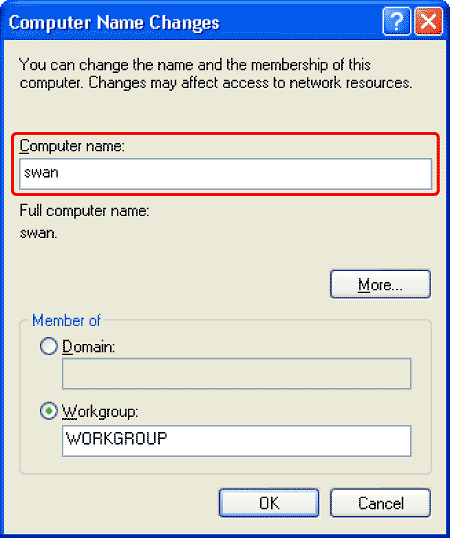 Computer Name Changes
You can change the name and the membership of this
computer. Changes may affect access to network resources.
Computer name:
swan
Full computer name:
swan.
More...
Member of
Domain:
Workgroup:
WORKGROUP
OK
Cancel